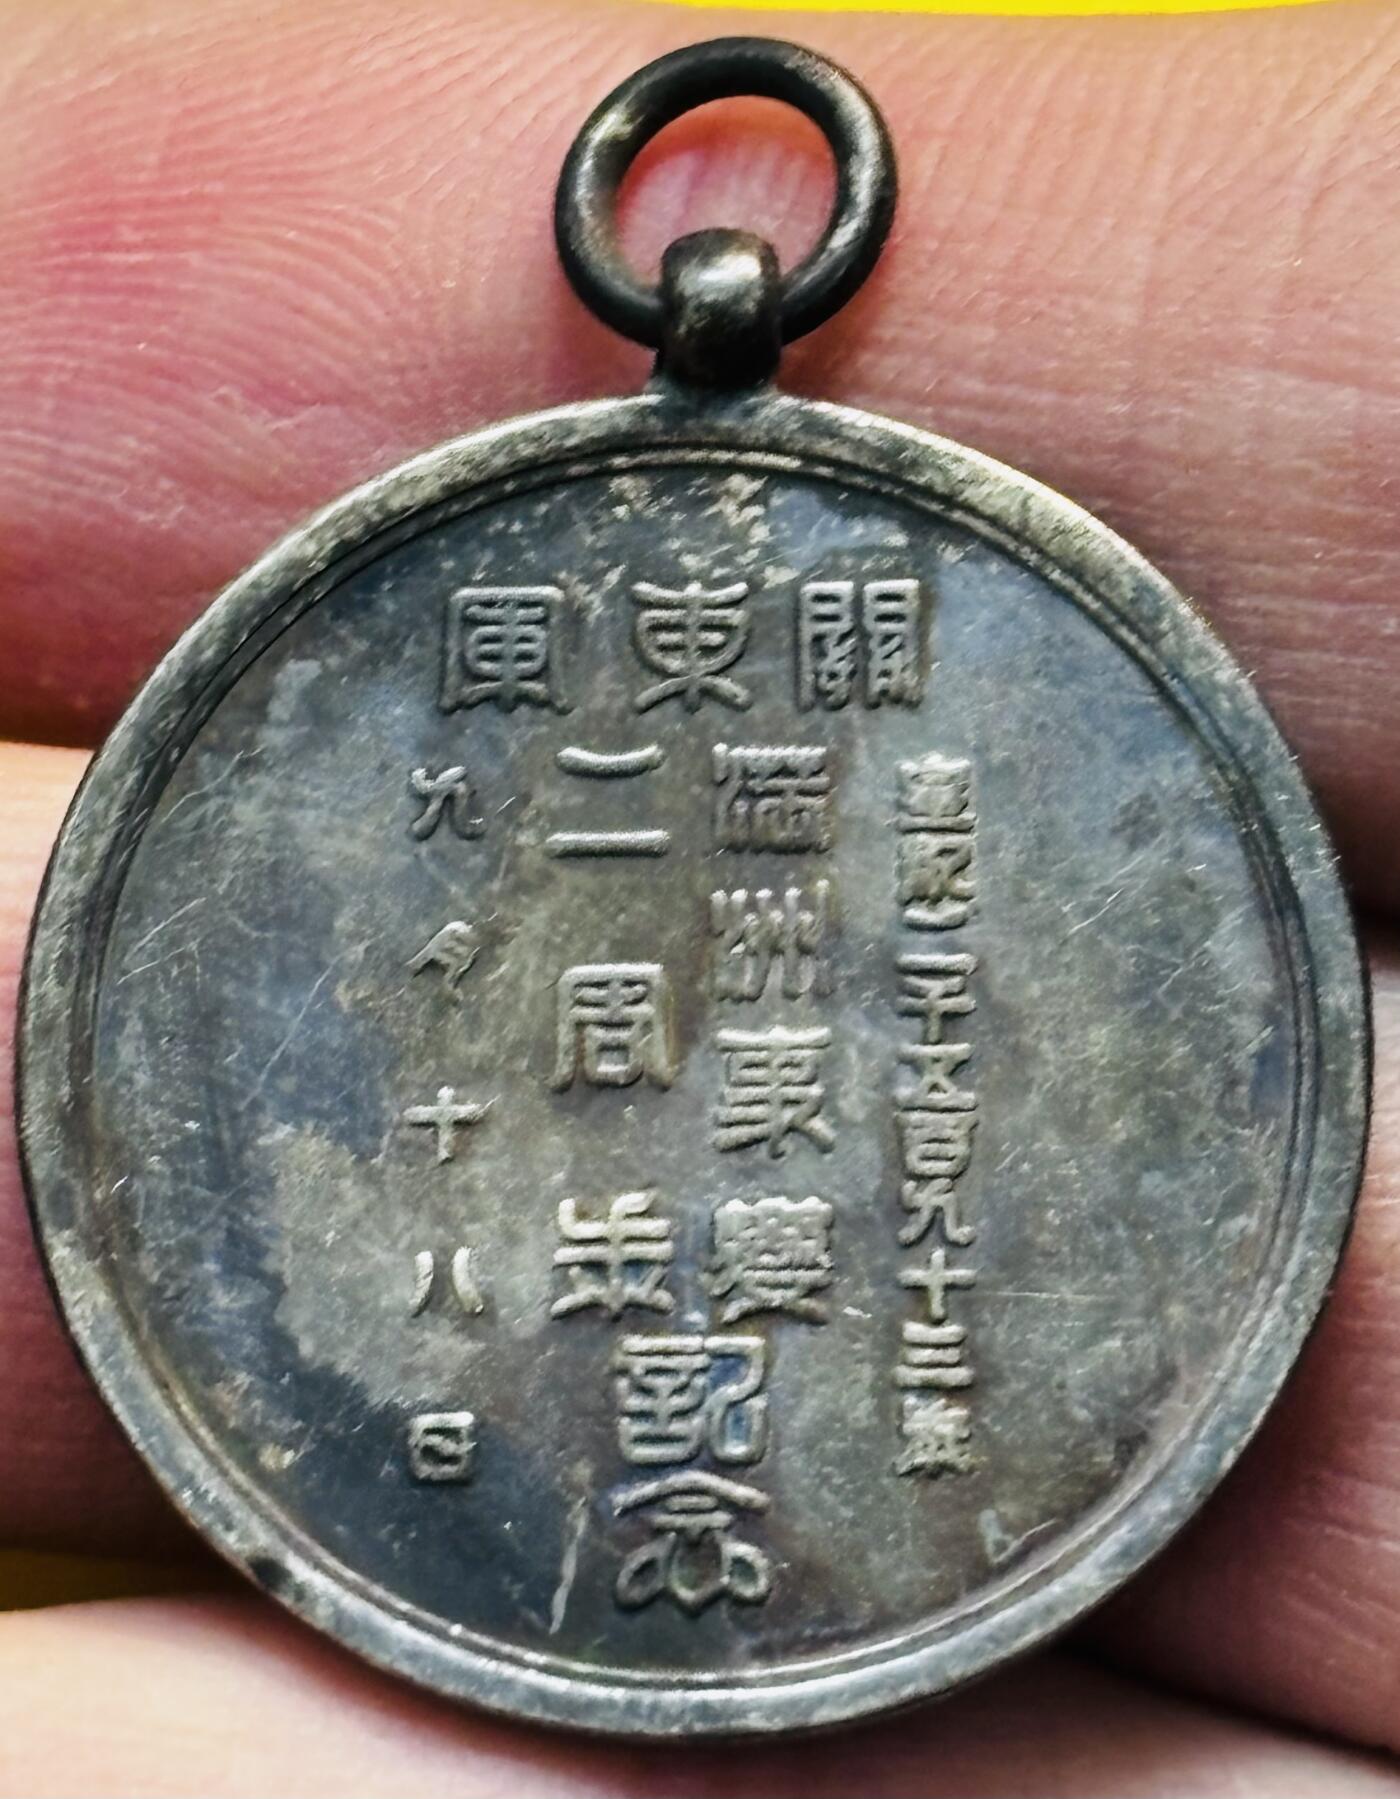 關東軍
皇紀二千五百九十三年
滿洲事變
二周年
記念
九月十八日